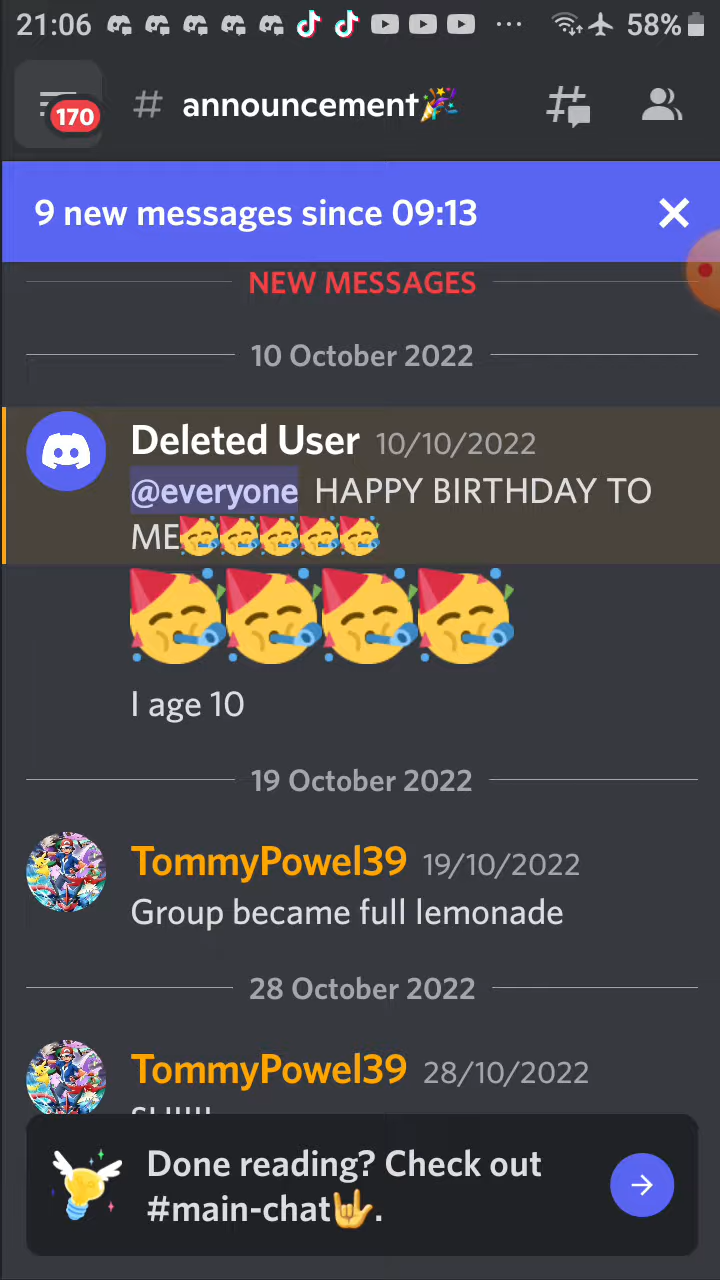 21:06 58%
170 # announcement🎉
9 new messages since 09:13
NEW MESSAGES
10 October 2022
Deleted User 10/10/2022
@everyone HAPPY BIRTHDAY TO
ME🥳🥳🥳🥳🥳
🥳🥳🥳🥳
I age 10
19 October 2022
TommyPowel39 19/10/2022
Group became full lemonade
28 October 2022
TommyPowel39 28/10/2022
Done reading? Check out
#main-chat🤟.